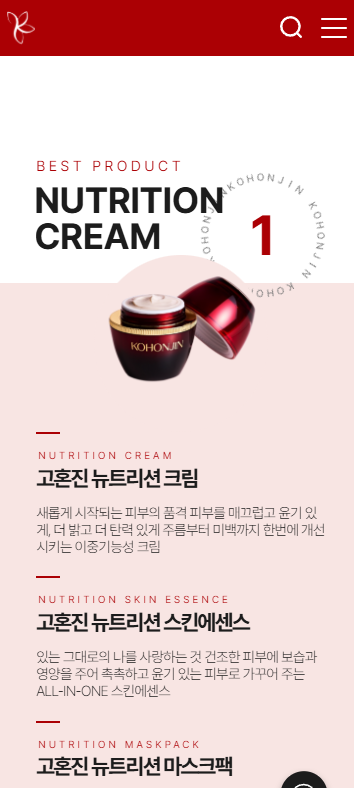 BEST PRODUCT
NUTRITION
CREAM
KOHONJIN KOHONJIN KOHO
1
KOHONJIN
NUTRITION CREAM
고혼진 뉴트리션 크림
새롭게 시작되는 피부의 품격 피부를 매끄럽고 윤기 있
게, 더 밝고 더 탄력 있게 주름부터 미백까지 한번에 개선
시키는 이중기능성 크림
NUTRITION SKIN ESSENCE
고혼진 뉴트리션 스킨에센스
있는 그대로의 나를 사랑하는 것 건조한 피부에 보습과
영양을 주어 촉촉하고 윤기 있는 피부로 가꾸어 주는
ALL-IN-ONE 스킨에센스
NUTRITION MASKPACK
고혼진 뉴트리션 마스크팩